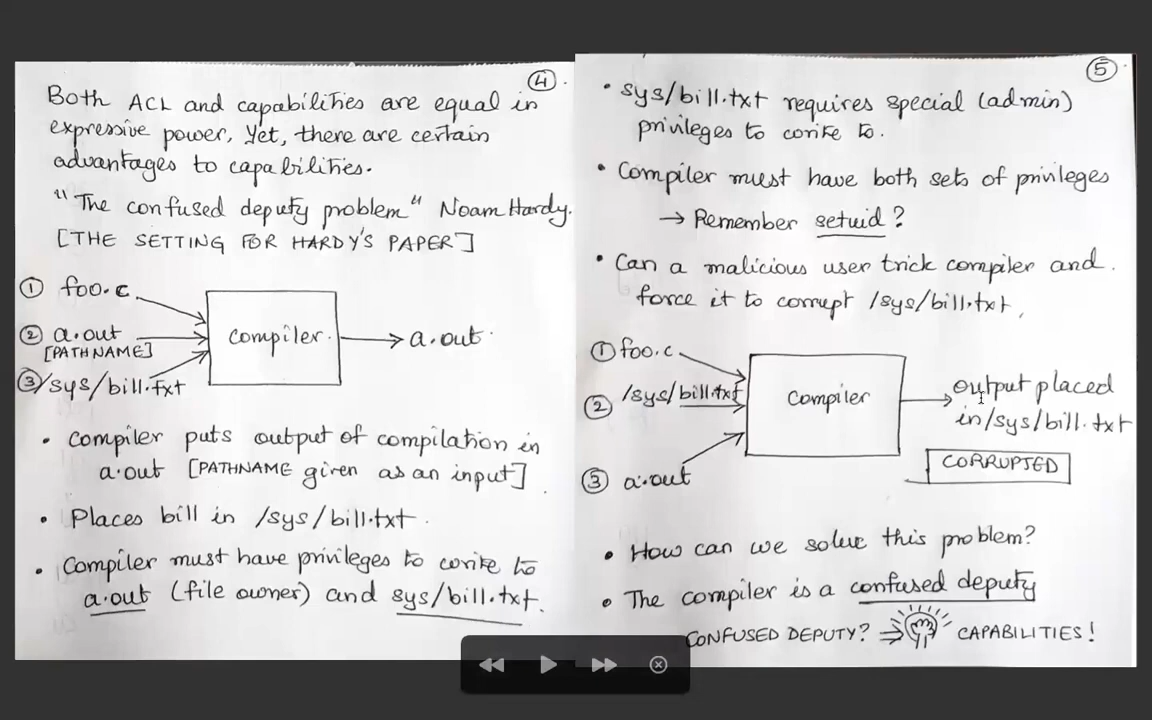 ④
Both ACL and capabilities are equal in
expressive power, Yet, there are certain
advantages to capabilities.
"The confused deputy problem" Noam Hardy.
[THE SETTING FOR HARDY'S PAPER]
① foo.c
② a.out
[PATHNAME]
③ /sys/bill.txt
compiler.
a.out
• Compiler puts output of compilation in
a.out [PATHNAME given as an input]
• Places bill in /sys/bill.txt.
• Compiler must have privileges to write to
a.out (file owner) and sys/bill.txt.
⑤
• sys/bill.txt requires special (admin)
privileges to write to.
• Compiler must have both sets of privileges
→ Remember setuid?
• Can a malicious user trick compiler and
force it to corrupt /sys/bill.txt,
① foo.c
② /sys/bill.txt
③ a.out
Compiler
output placed
in /sys/bill.txt
CORRUPTED
• How can we solve this problem?
• The compiler is a confused deputy
CONFUSED DEPUTY? ⇒ CAPABILITIES!